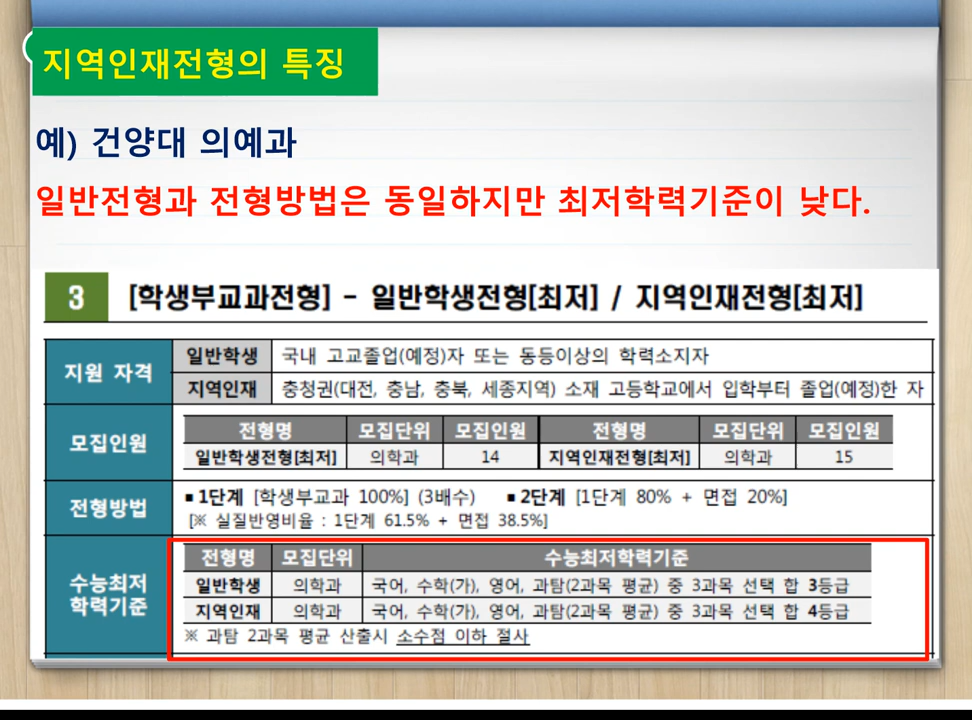 지역인재전형의 특징
예) 건양대 의예과
일반전형과 전형방법은 동일하지만 최저학력기준이 낮다.
3 [학생부교과전형] - 일반학생전형[최저] / 지역인재전형[최저]
지원 자격 일반학생 국내 고교졸업(예정)자 또는 동등이상의 학력소지자
지역인재 충청권(대전, 충남, 충북, 세종지역) 소재 고등학교에서 입학부터 졸업(예정)한 자
모집인원 전형명 모집단위 모집인원 전형명 모집단위 모집인원
일반학생전형[최저] 의학과 14 지역인재전형[최저] 의학과 15
전형방법 ▪1단계 [학생부교과 100%] (3배수) ▪2단계 [1단계 80% + 면접 20%]
[※ 실질반영비율 : 1단계 61.5% + 면접 38.5%]
수능최저 학력기준 전형명 모집단위 수능최저학력기준
일반학생 의학과 국어, 수학(가), 영어, 과탐(2과목 평균) 중 3과목 선택 합 3등급
지역인재 의학과 국어, 수학(가), 영어, 과탐(2과목 평균) 중 3과목 선택 합 4등급
※ 과탐 2과목 평균 산출시 소수점 이하 절사